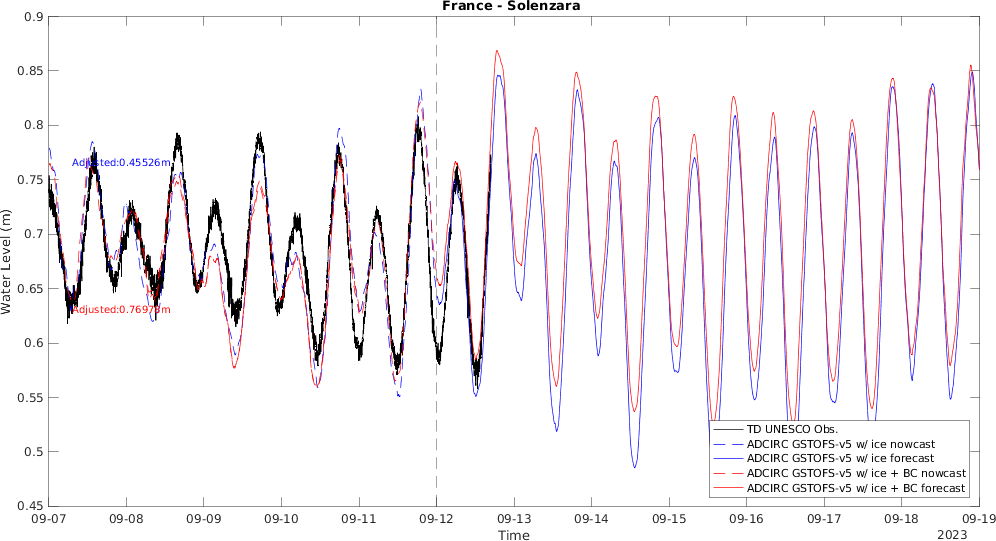 France - Solenzara
0.9
0.85
0.8
0.75
0.7
0.65
0.6
0.55
0.5
0.45
Water Level (m)
Adjusted:0.45526m
TD UNESCO Obs.
ADCIRC GSTOFS-v5 w/ ice nowcast
ADCIRC GSTOFS-v5 w/ ice forecast
ADCIRC GSTOFS-v5 w/ ice + BC nowcast
ADCIRC GSTOFS-v5 w/ ice + BC forecast
09-07 09-08 09-09 09-10 09-11 09-12 09-13 09-14 09-15 09-16 09-17 09-18 09-19
Time
2023